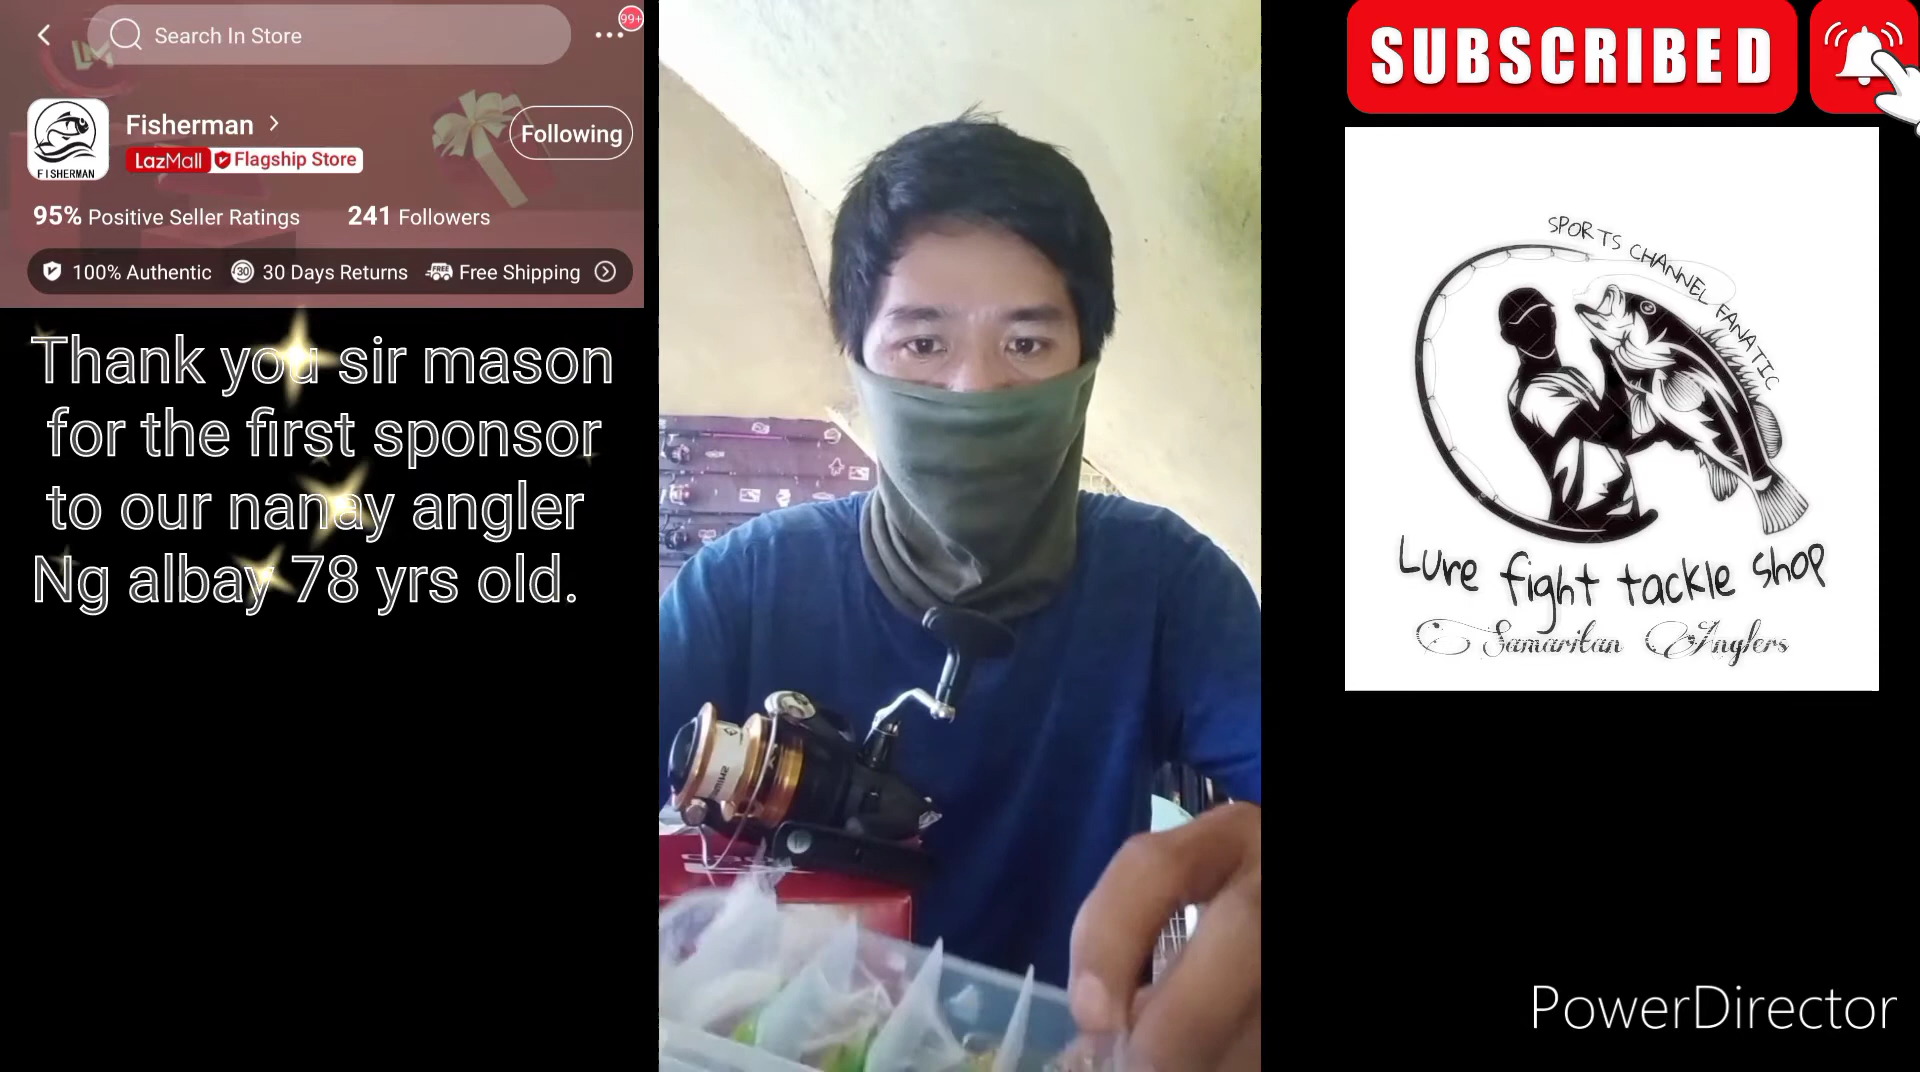 Search In Store
99+
Fisherman
LazMall Flagship Store
Following
FISHERMAN
95% Positive Seller Ratings 241 Followers
100% Authentic 30 Days Returns FREE Free Shipping
Thank you sir mason
for the first sponsor
to our nanay angler
Ng albay 78 yrs old.
SUBSCRIBED
SPORTS CHANNEL FANATIC
Lure fight tackle shop
Samaritan Anglers
PowerDirector